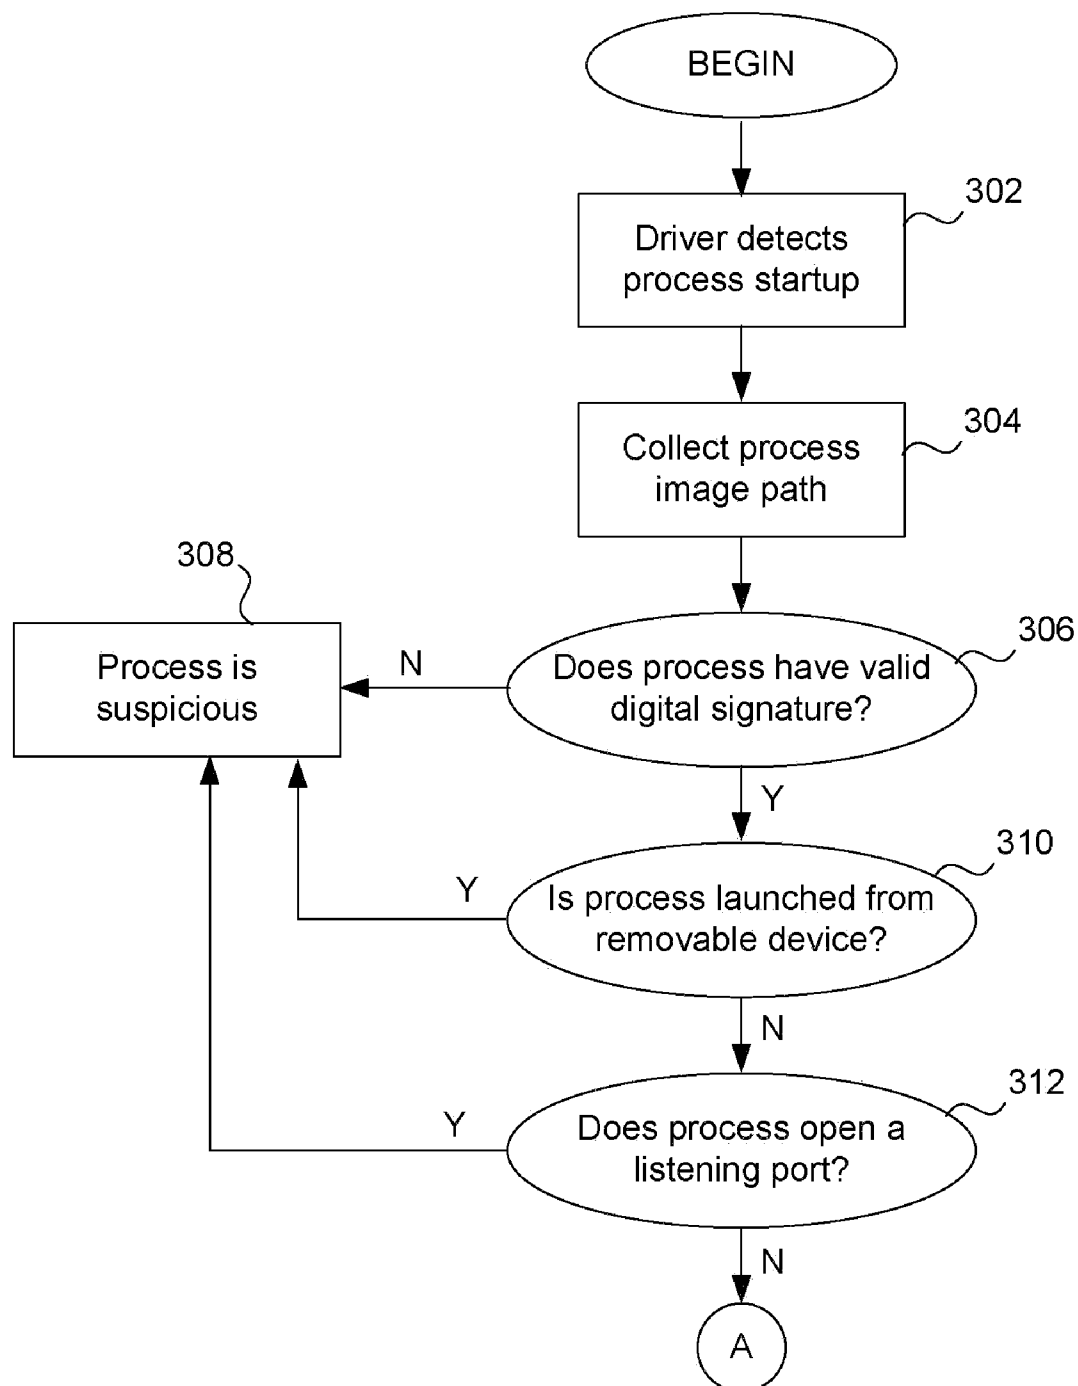 BEGIN
302
Driver detects
process startup
304
Collect process
image path
308
Process is
suspicious
N
306
Does process have valid
digital signature?
Y
310
Y
Is process launched from
removable device?
N
312
Y
Does process open a
listening port?
N
A